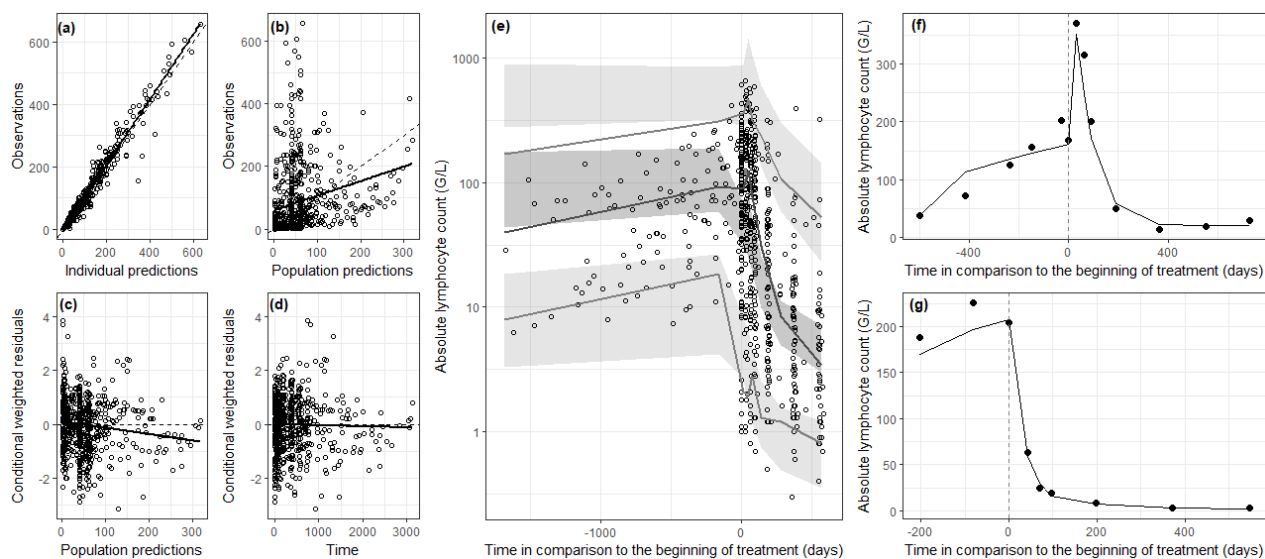 (a)
Observations
600
400
200
0
0 200 400 600
Individual predictions
(b)
Observations
600
400
200
0
0 100 200 300
Population predictions
(c)
Conditional weighted residuals
4
2
0
-2
0 100 200 300
Population predictions
(d)
Conditional weighted residuals
4
2
0
-2
0 1000 2000 3000
Time
(e)
Absolute lymphocyte count (G/L)
1000
100
10
1
-1000 0
Time in comparison to the beginning of treatment (days)
(f)
Absolute lymphocyte count (G/L)
300
200
100
0
-400 0 400
Time in comparison to the beginning of treatment (days)
(g)
Absolute lymphocyte count (G/L)
200
150
100
50
0
-200 0 200 400
Time in comparison to the beginning of treatment (days)